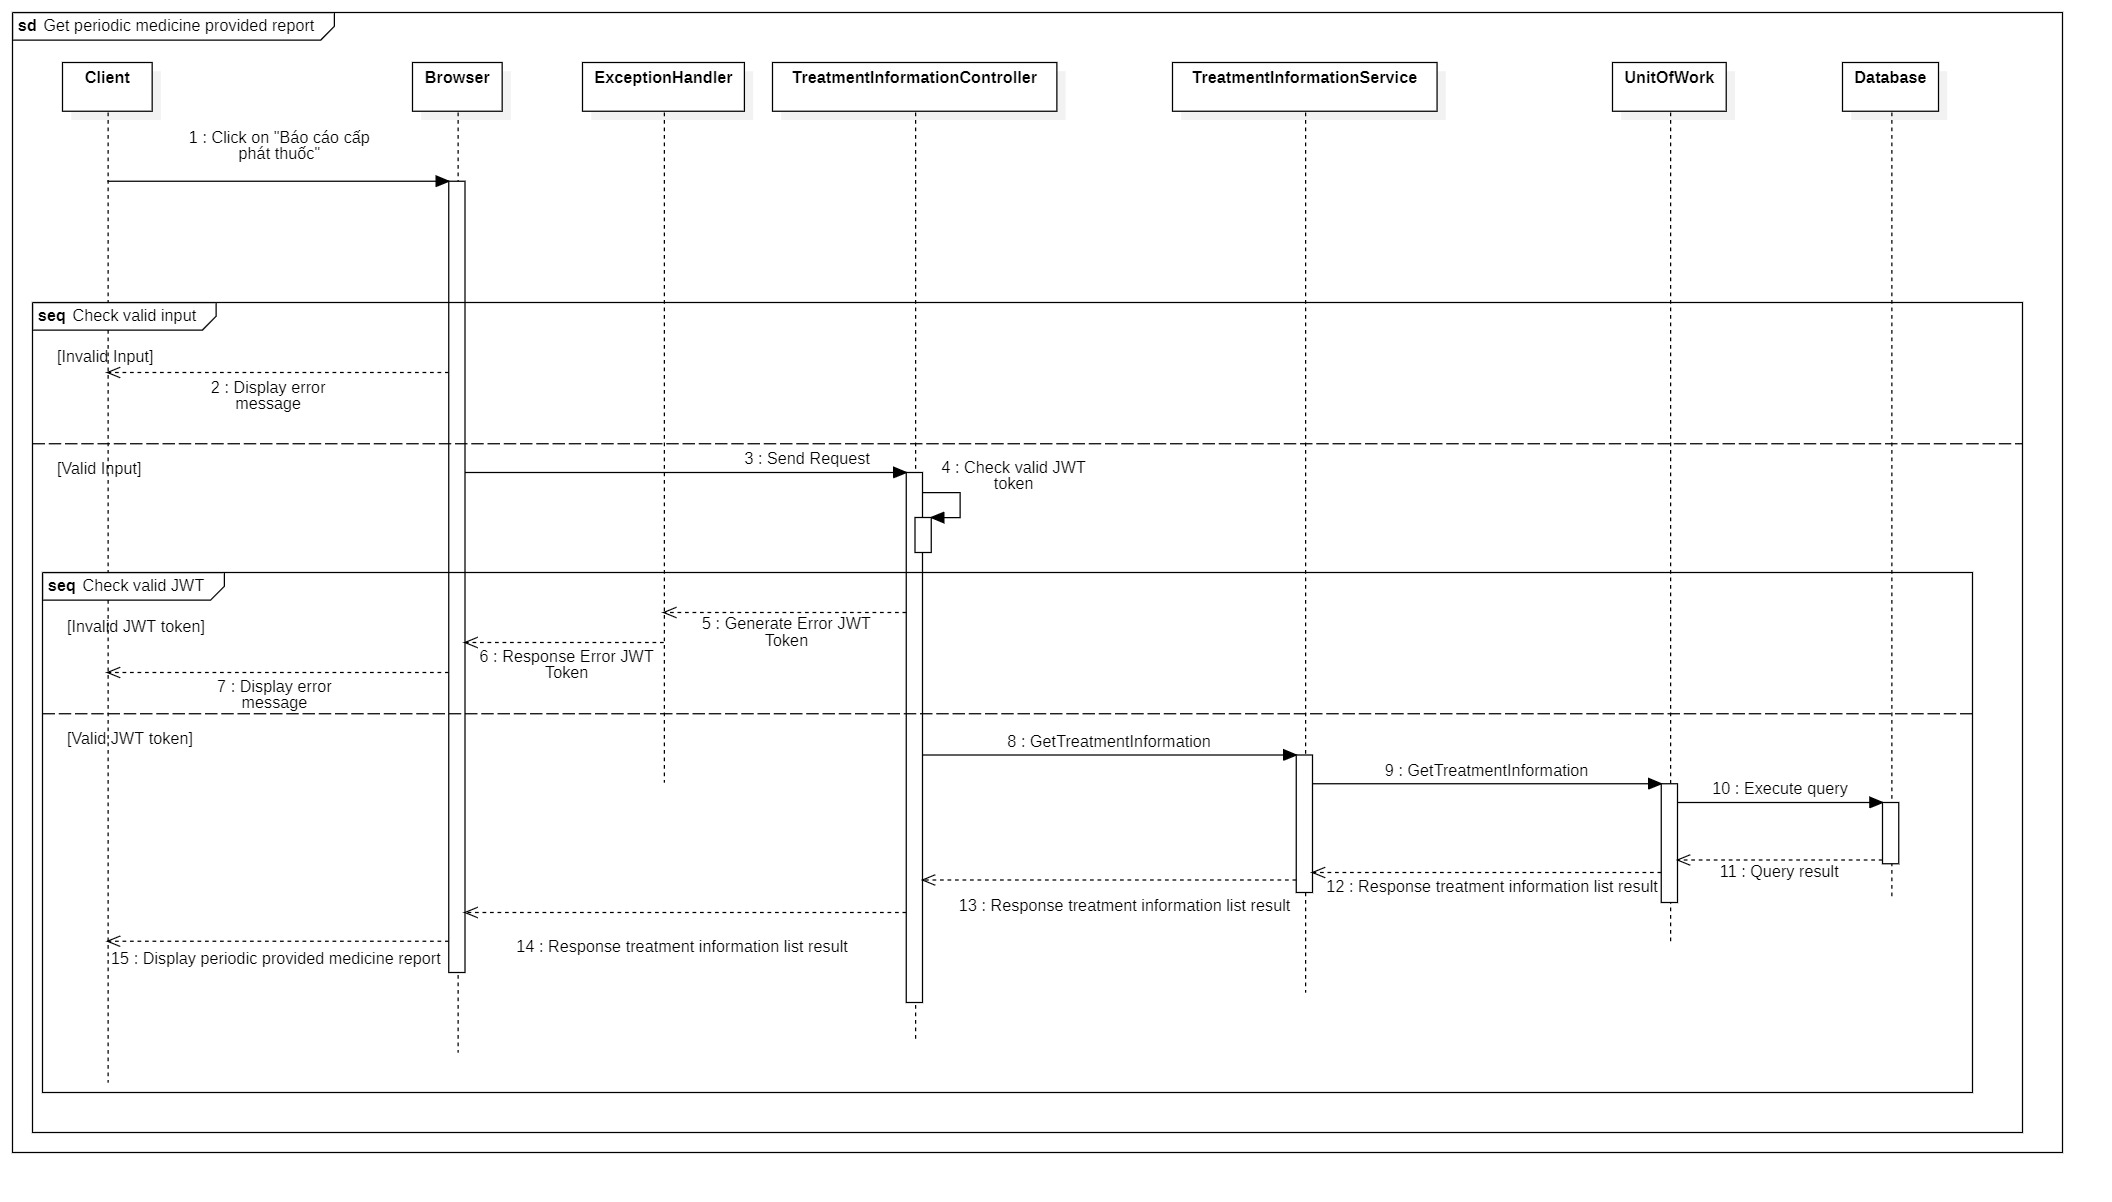 sd Get periodic medicine provided report
Client
Browser
ExceptionHandler
TreatmentInformationController
TreatmentInformationService
UnitOfWork
Database
1 : Click on "Báo cáo cấp
phát thuốc"
seq Check valid input
[Invalid Input]
2 : Display error
message
[Valid Input]
3 : Send Request
4 : Check valid JWT
token
seq Check valid JWT
[Invalid JWT token]
5 : Generate Error JWT
Token
6 : Response Error JWT
Token
7 : Display error
message
[Valid JWT token]
8 : GetTreatmentInformation
9 : GetTreatmentInformation
10 : Execute query
11 : Query result
12 : Response treatment information list result
13 : Response treatment information list result
14 : Response treatment information list result
15 : Display periodic provided medicine report